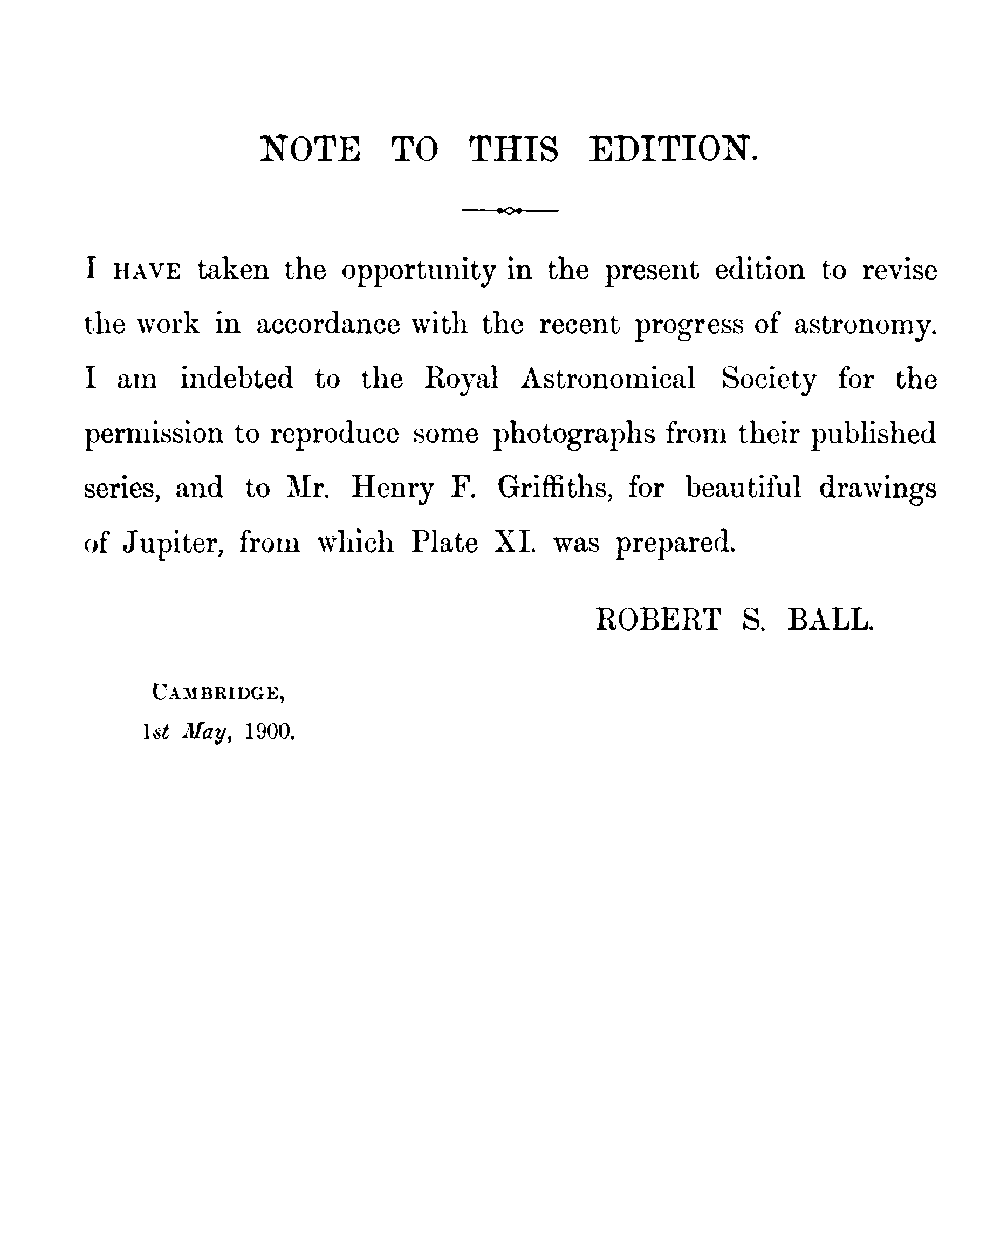 NOTE TO THIS EDITION.
I HAVE taken the opportunity in the present edition to revise
the work in accordance with the recent progress of astronomy.
I am indebted to the Royal Astronomical Society for the
permission to reproduce some photographs from their published
series, and to Mr. Henry F. Griffiths, for beautiful drawings
of Jupiter, from which Plate XI. was prepared.
ROBERT S. BALL.
CAMBRIDGE,
1st May, 1900.